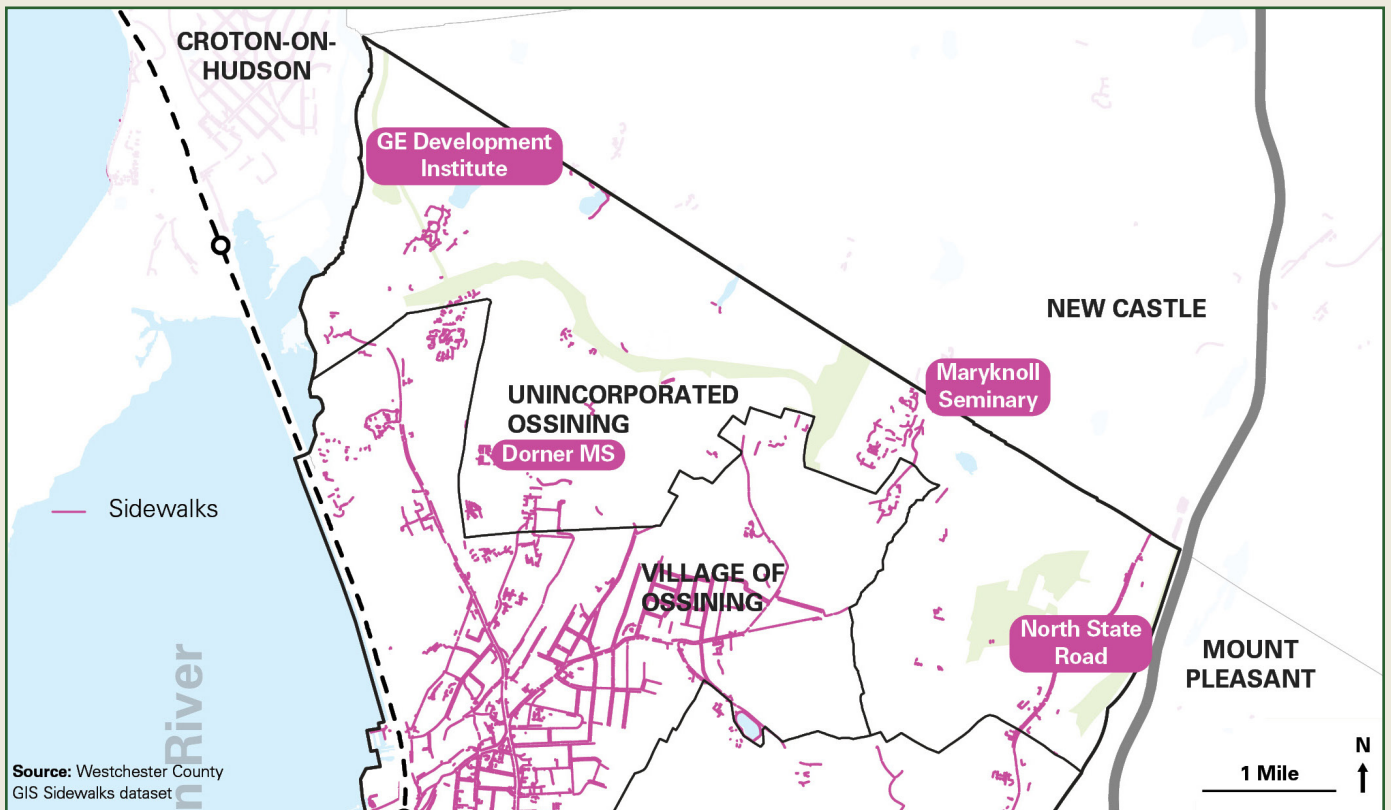 CROTON-ON-
HUDSON
GE Development
Institute
NEW CASTLE
Maryknoll
Seminary
UNINCORPORATED
OSSINING
Dorner MS
Sidewalks
VILLAGE OF
OSSINING
North State
Road
MOUNT
PLEASANT
River
Source: Westchester County
GIS Sidewalks dataset
1 Mile
N